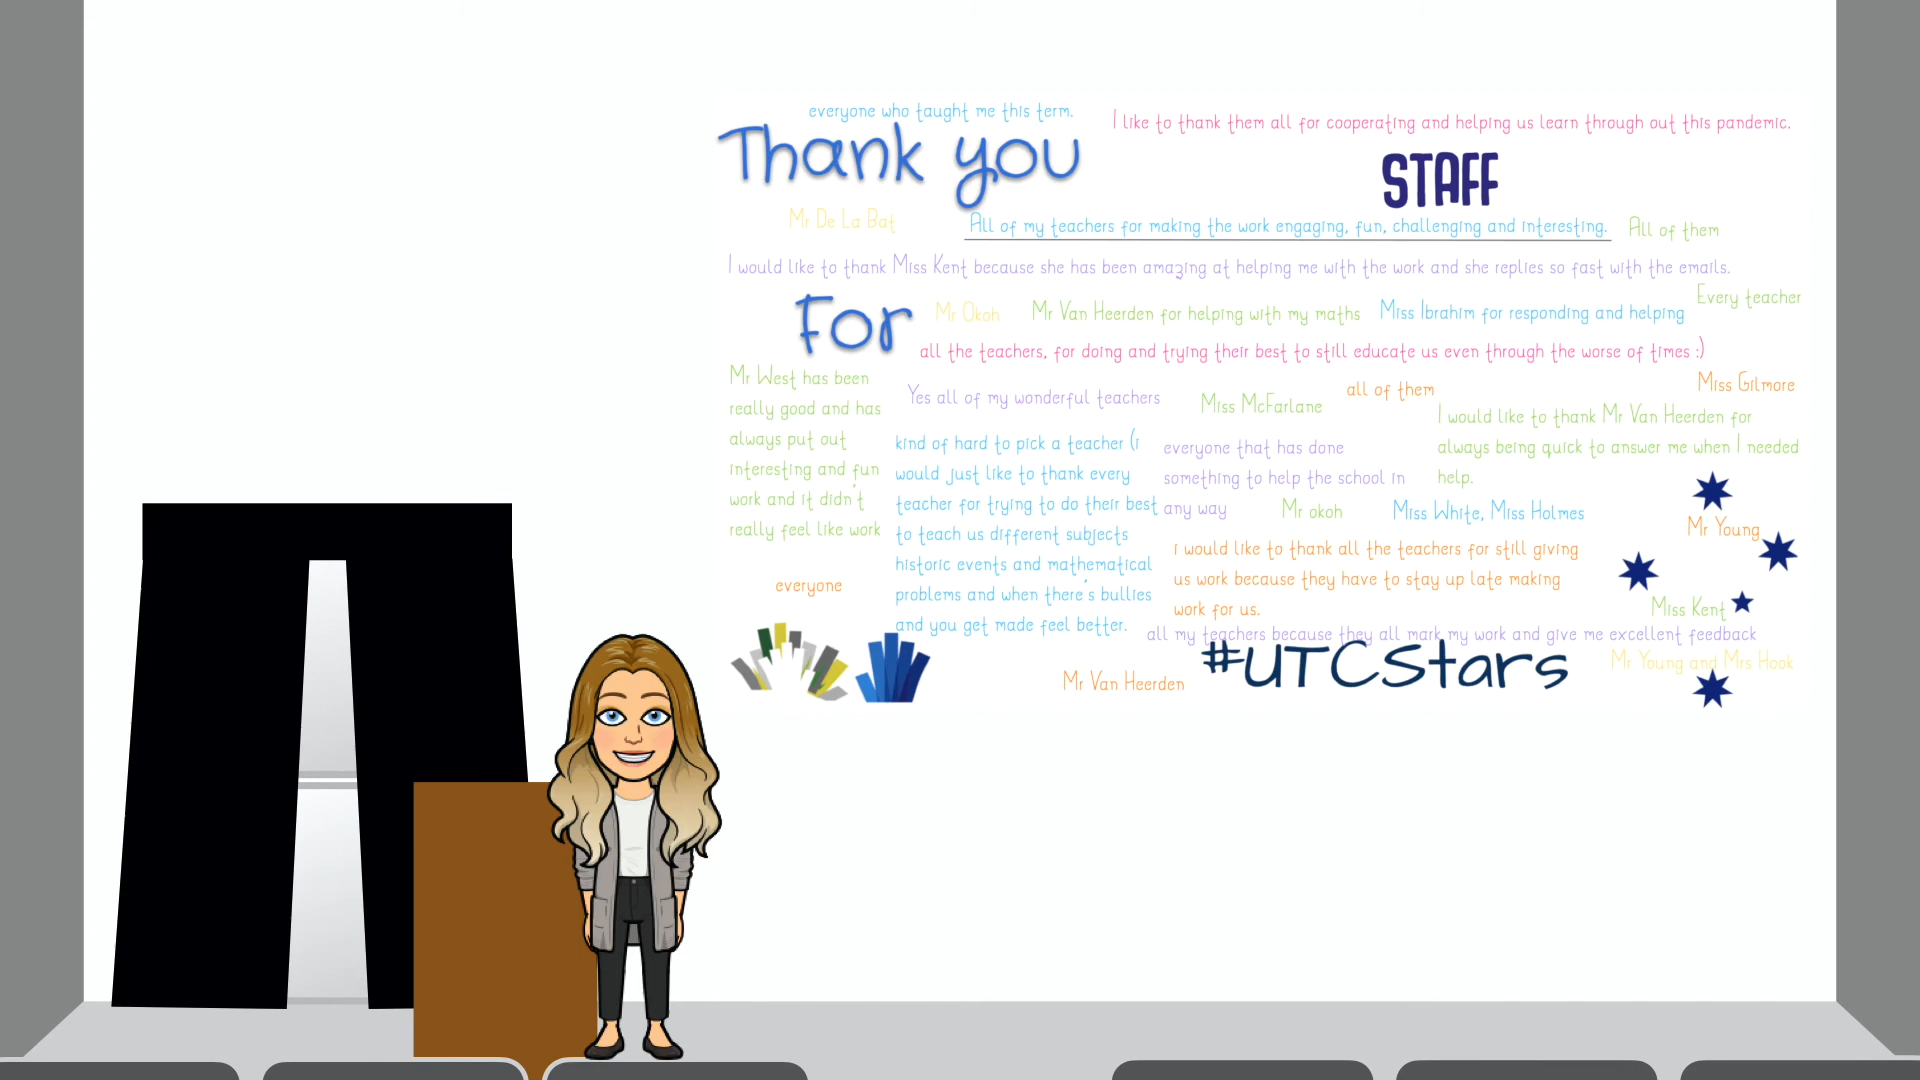 everyone who taught me this term.
I like to thank them all for cooperating and helping us learn through out this pandemic.
Thank you
STAFF
Mr De La Bat
All of my teachers for making the work engaging, fun, challenging and interesting.
All of them
I would like to thank Miss Kent because she has been amazing at helping me with the work and she replies so fast with the emails.
For
Mr Okoh
Mr Van Heerden for helping with my maths
Miss Ibrahim for responding and helping
Every teacher
all the teachers, for doing and trying their best to still educate us even through the worse of times :)
Mr West has been
really good and has
always put out
interesting and fun
work and it didn't
really feel like work
Yes all of my wonderful teachers
Miss McFarlane
all of them
Miss Gilmore
I would like to thank Mr Van Heerden for
always being quick to answer me when I needed
help.
kind of hard to pick a teacher (i
would just like to thank every
teacher for trying to do their best
to teach us different subjects
historic events and mathematical
problems and when there's bullies
and you get made feel better.
everyone that has done
something to help the school in
any way
Mr okoh
Miss White, Miss Holmes
Mr Young
i would like to thank all the teachers for still giving
us work because they have to stay up late making
work for us.
everyone
Miss Kent
all my teachers because they all mark my work and give me excellent feedback
Mr Young and Mrs Hook
Mr Van Heerden
#UTCStars